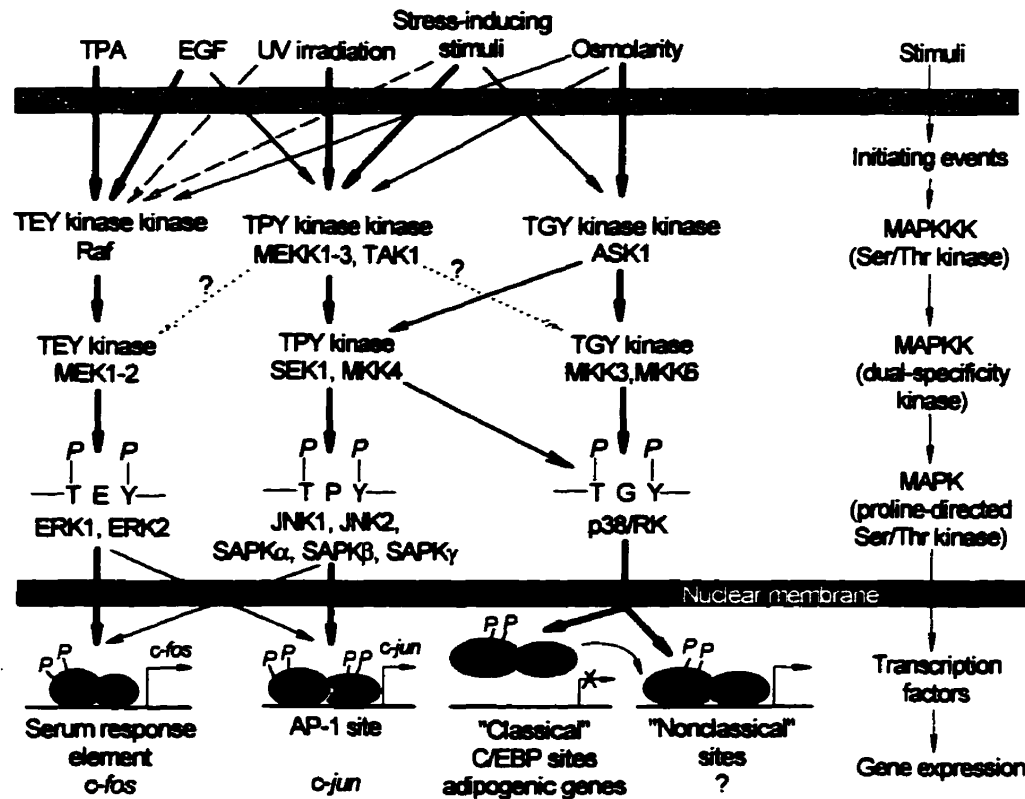 Stress-inducing
TPA EGF UV irradiation stimuli Osmolarity Stimuli
Initiating events
TEY kinase kinase TPY kinase kinase TGY kinase kinase MAPKKK
Raf MEKK1-3, TAK1 ASK1 (Ser/Thr kinase)
? ?
TEY kinase TPY kinase TGY kinase MAPKK
MEK1-2 SEK1, MKK4 MKK3,MKK6 (dual-specificity
kinase)
P P P P P P
T E Y T P Y T G Y MAPK
ERK1, ERK2 JNK1, JNK2, p38/RK (proline-directed
SAPKα, SAPKβ, SAPKγ Ser/Thr kinase)
Nuclear membrane
P P c-fos P P P P c-jun P P X P P
Transcription
factors
Serum response AP-1 site "Classical" "Nonclassical"
element C/EBP sites sites
c-fos c-jun adipogenic genes ? Gene expression